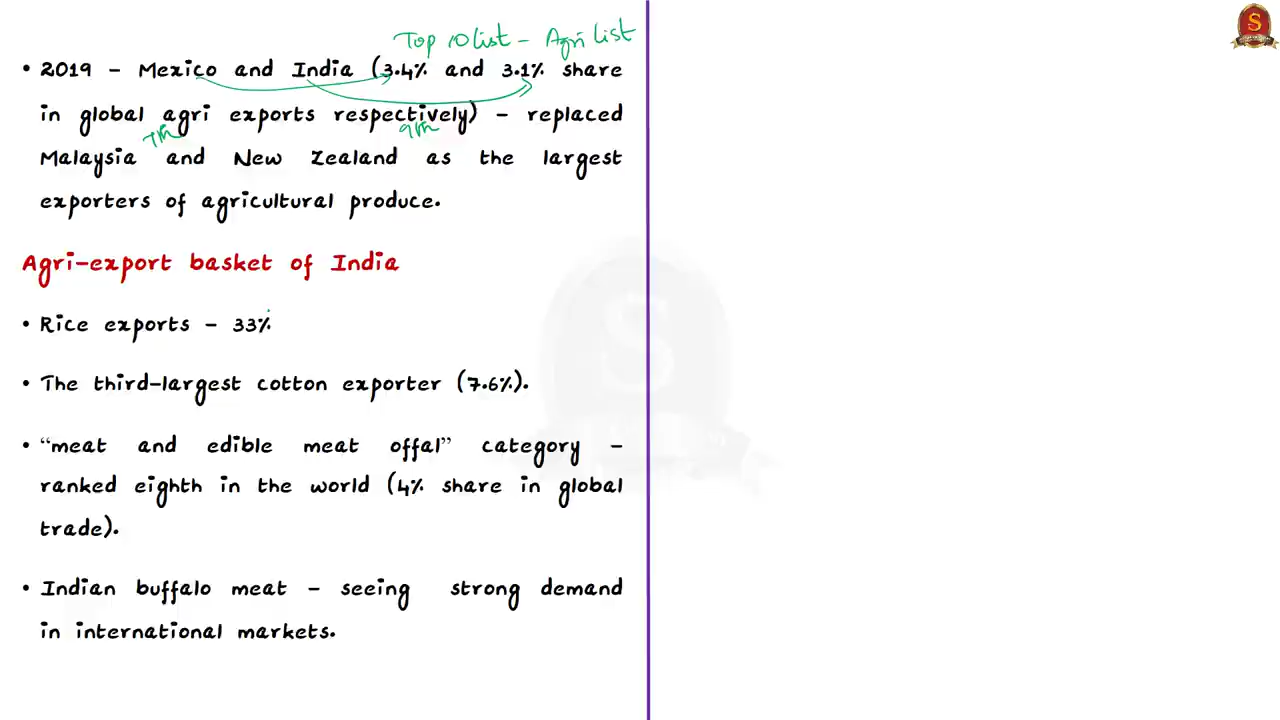 Top 10 list - Agri list
• 2019 - Mexico and India (3.4% and 3.1% share
in global agri exports respectively) - replaced
7th 9th
Malaysia and New Zealand as the largest
exporters of agricultural produce.
Agri-export basket of India
• Rice exports - 33%
• The third-largest cotton exporter (7.6%).
• “meat and edible meat offal” category -
ranked eighth in the world (4% share in global
trade).
• Indian buffalo meat - seeing strong demand
in international markets.
S